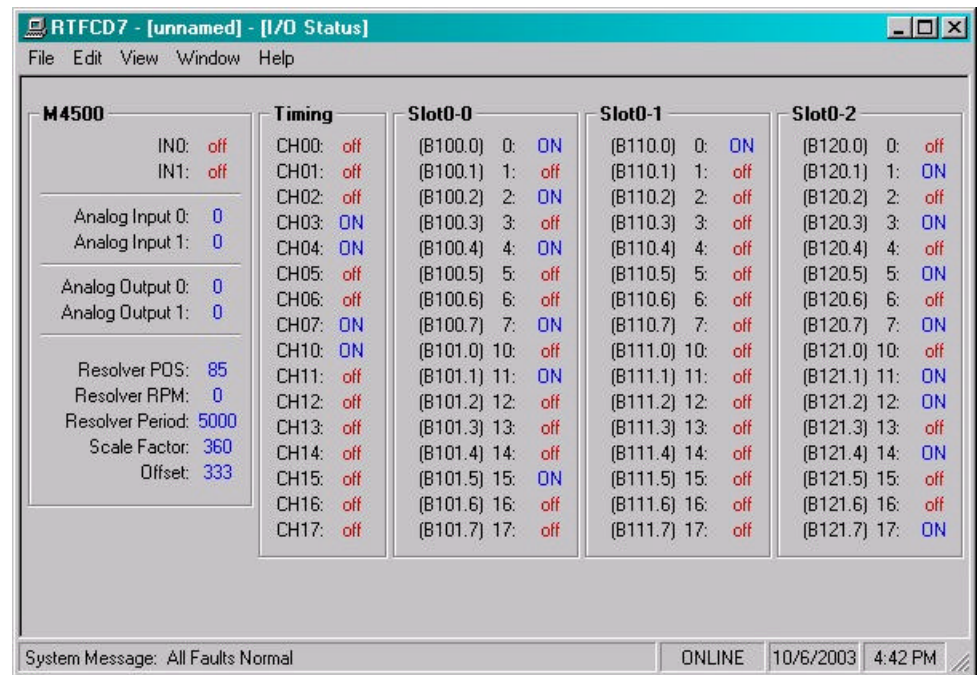 RTFCD7 - [unnamed] - [I/O Status]
File Edit View Window Help
M4500
IN0: off
IN1: off
Analog Input 0: 0
Analog Input 1: 0
Analog Output 0: 0
Analog Output 1: 0
Resolver POS: 85
Resolver RPM: 0
Resolver Period: 5000
Scale Factor: 360
Offset: 333
Timing
CH00: off
CH01: off
CH02: off
CH03: ON
CH04: ON
CH05: off
CH06: off
CH07: ON
CH10: ON
CH11: off
CH12: off
CH13: off
CH14: off
CH15: off
CH16: off
CH17: off
Slot0-0
(B100.0) 0: ON
(B100.1) 1: off
(B100.2) 2: ON
(B100.3) 3: off
(B100.4) 4: ON
(B100.5) 5: off
(B100.6) 6: off
(B100.7) 7: ON
(B101.0) 10: off
(B101.1) 11: ON
(B101.2) 12: off
(B101.3) 13: off
(B101.4) 14: off
(B101.5) 15: ON
(B101.6) 16: off
(B101.7) 17: off
Slot0-1
(B110.0) 0: ON
(B110.1) 1: off
(B110.2) 2: off
(B110.3) 3: off
(B110.4) 4: off
(B110.5) 5: off
(B110.6) 6: off
(B110.7) 7: off
(B111.0) 10: off
(B111.1) 11: off
(B111.2) 12: off
(B111.3) 13: off
(B111.4) 14: off
(B111.5) 15: off
(B111.6) 16: off
(B111.7) 17: off
Slot0-2
(B120.0) 0: off
(B120.1) 1: ON
(B120.2) 2: off
(B120.3) 3: ON
(B120.4) 4: off
(B120.5) 5: ON
(B120.6) 6: off
(B120.7) 7: ON
(B121.0) 10: off
(B121.1) 11: ON
(B121.2) 12: ON
(B121.3) 13: off
(B121.4) 14: ON
(B121.5) 15: off
(B121.6) 16: off
(B121.7) 17: ON
System Message: All Faults Normal
ONLINE
10/6/2003
4:42 PM